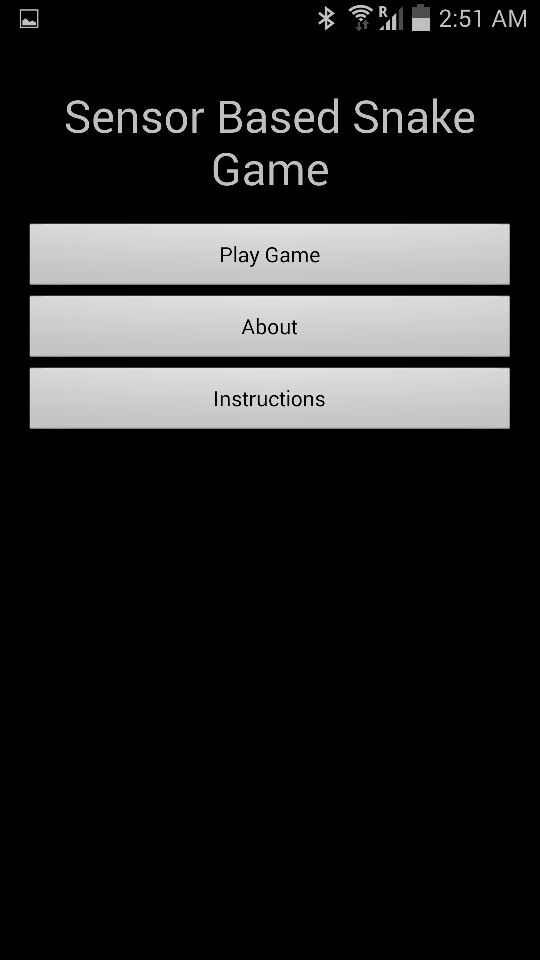 R 2:51 AM
Sensor Based Snake
Game
Play Game
About
Instructions